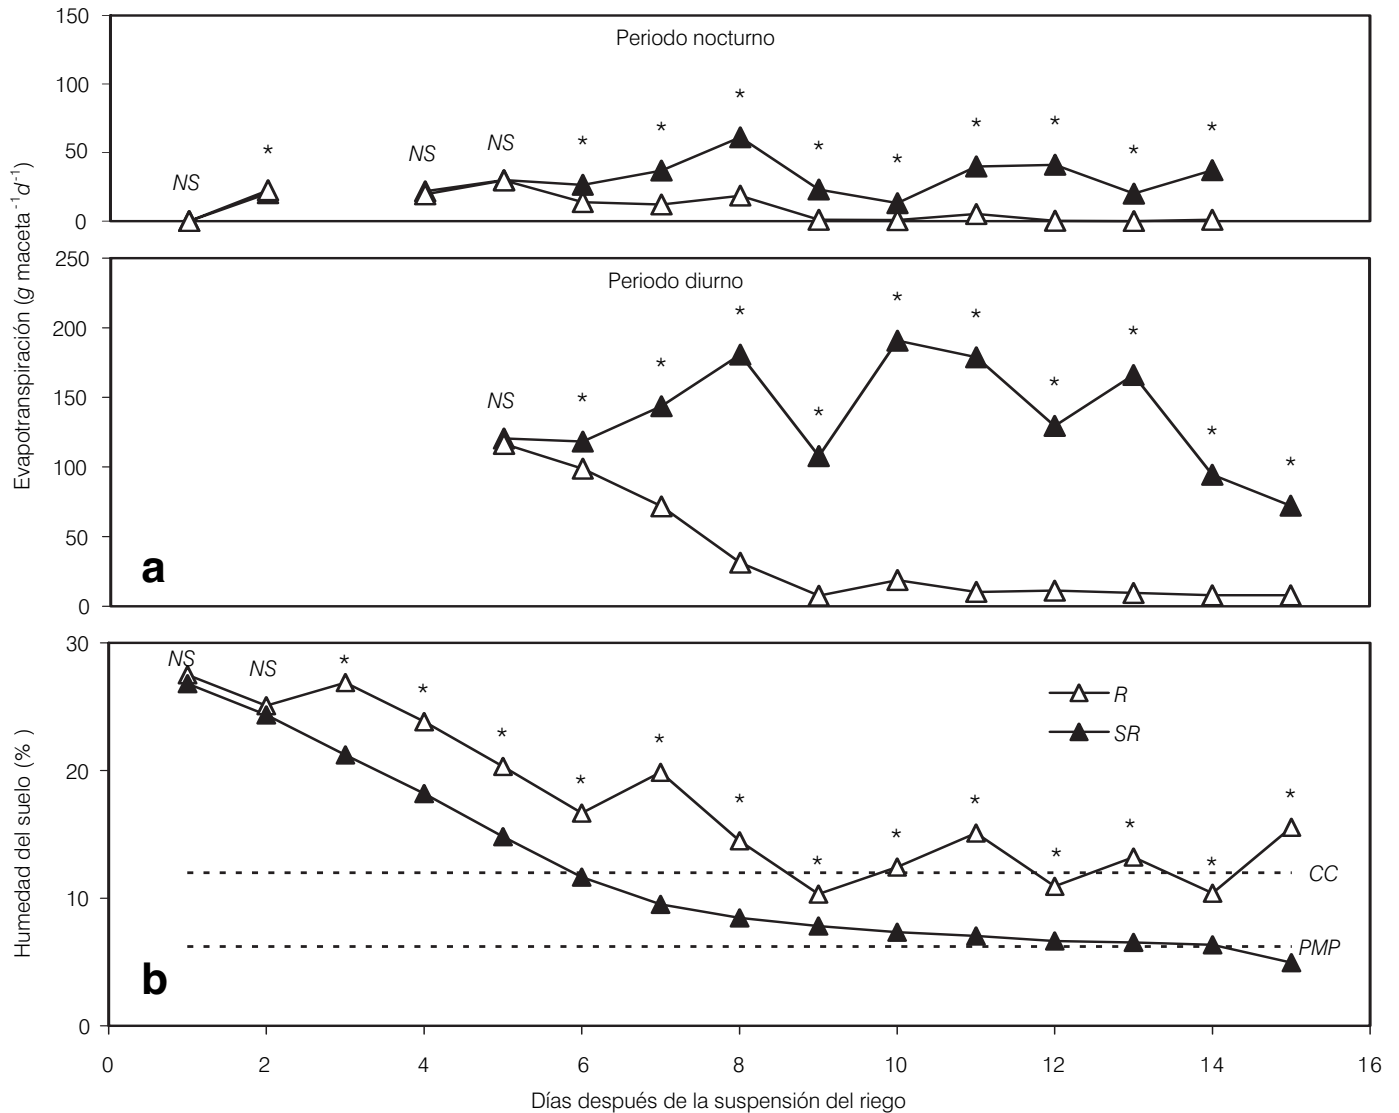 150
Periodo nocturno
100
*
* * * *
* NS NS * * * *
50
NS
0
Evapotranspiración (g maceta⁻¹d⁻¹)
250
Periodo diurno
*
* *
200
* *
*
NS * *
150
*
*
100
50
a
0
30
NS NS * *
R
*
SR
* *
20
* * * * * * * * *
CC
10
PMP
b
0
Humedad del suelo (% )
0 2 4 6 8 10 12 14 16
Días después de la suspensión del riego